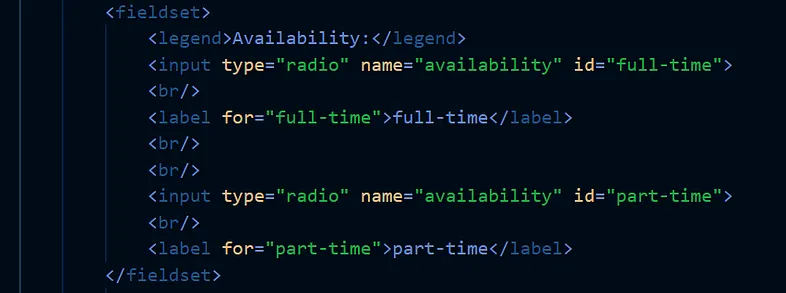 <fieldset>
<legend>Availability:</legend>
<input type="radio" name="availability" id="full-time">
<br/>
<label for="full-time">full-time</label>
<br/>
<br/>
<input type="radio" name="availability" id="part-time">
<br/>
<label for="part-time">part-time</label>
</fieldset>